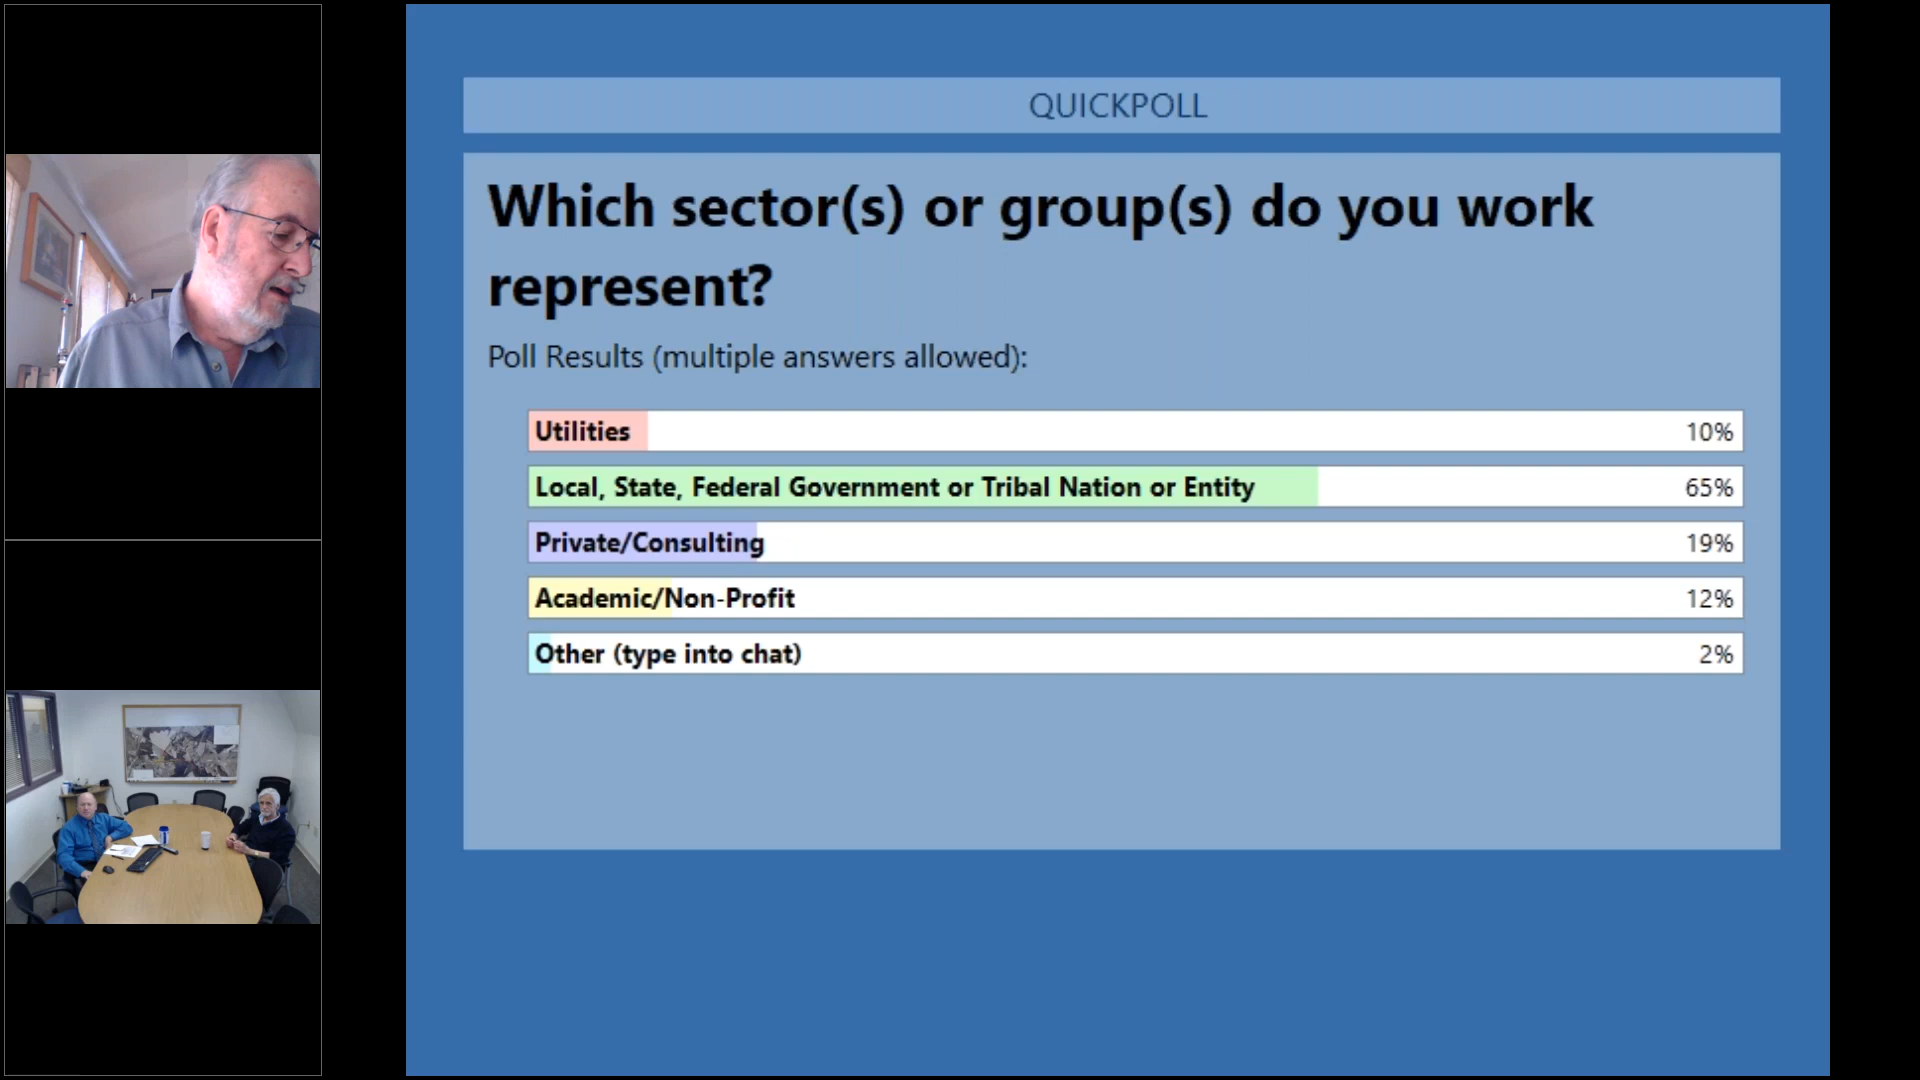 QUICKPOLL
Which sector(s) or group(s) do you work
represent?
Poll Results (multiple answers allowed):
Utilities 10%
Local, State, Federal Government or Tribal Nation or Entity 65%
Private/Consulting 19%
Academic/Non-Profit 12%
Other (type into chat) 2%